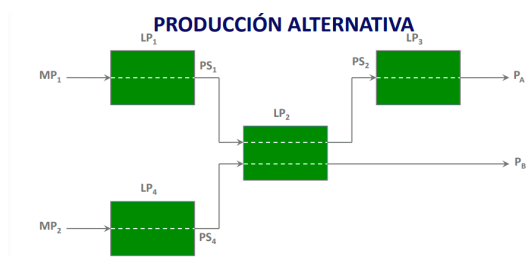 PRODUCCIÓN ALTERNATIVA
LP1
LP3
PS1
PS2
MP1
PA
LP2
PB
LP4
MP2
PS4